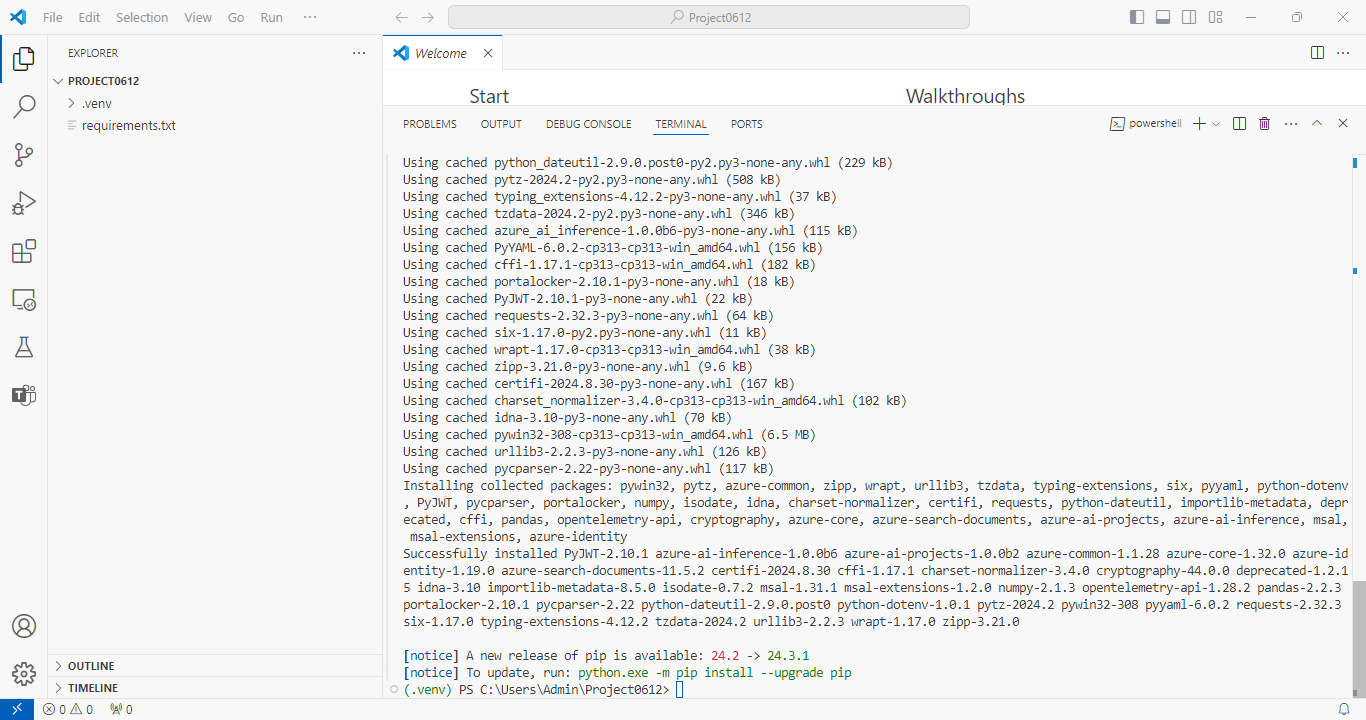 File Edit Selection View Go Run ···
Project0612
EXPLORER
PROJECT0612
.venv
requirements.txt
OUTLINE
TIMELINE
Welcome
Start
Walkthroughs
PROBLEMS OUTPUT DEBUG CONSOLE TERMINAL PORTS
powershell
Using cached python_dateutil-2.9.0.post0-py2.py3-none-any.whl (229 kB)
Using cached pytz-2024.2-py2.py3-none-any.whl (508 kB)
Using cached typing_extensions-4.12.2-py3-none-any.whl (37 kB)
Using cached tzdata-2024.2-py2.py3-none-any.whl (346 kB)
Using cached azure_ai_inference-1.0.0b6-py3-none-any.whl (115 kB)
Using cached PyYAML-6.0.2-cp313-cp313-win_amd64.whl (156 kB)
Using cached cffi-1.17.1-cp313-cp313-win_amd64.whl (182 kB)
Using cached portalocker-2.10.1-py3-none-any.whl (18 kB)
Using cached PyJWT-2.10.1-py3-none-any.whl (22 kB)
Using cached requests-2.32.3-py3-none-any.whl (64 kB)
Using cached six-1.17.0-py2.py3-none-any.whl (11 kB)
Using cached wrapt-1.17.0-cp313-cp313-win_amd64.whl (38 kB)
Using cached zipp-3.21.0-py3-none-any.whl (9.6 kB)
Using cached certifi-2024.8.30-py3-none-any.whl (167 kB)
Using cached charset_normalizer-3.4.0-cp313-cp313-win_amd64.whl (102 kB)
Using cached idna-3.10-py3-none-any.whl (70 kB)
Using cached pywin32-308-cp313-cp313-win_amd64.whl (6.5 MB)
Using cached urllib3-2.2.3-py3-none-any.whl (126 kB)
Using cached pycparser-2.22-py3-none-any.whl (117 kB)
Installing collected packages: pywin32, pytz, azure-common, zipp, wrapt, urllib3, tzdata, typing-extensions, six, pyyaml, python-dotenv
, PyJWT, pycparser, portalocker, numpy, isodate, idna, charset-normalizer, certifi, requests, python-dateutil, importlib-metadata, depr
ecated, cffi, pandas, opentelemetry-api, cryptography, azure-core, azure-search-documents, azure-ai-projects, azure-ai-inference, msal,
msal-extensions, azure-identity
Successfully installed PyJWT-2.10.1 azure-ai-inference-1.0.0b6 azure-ai-projects-1.0.0b2 azure-common-1.1.28 azure-core-1.32.0 azure-id
entity-1.19.0 azure-search-documents-11.5.2 certifi-2024.8.30 cffi-1.17.1 charset-normalizer-3.4.0 cryptography-44.0.0 deprecated-1.2.1
5 idna-3.10 importlib-metadata-8.5.0 isodate-0.7.2 msal-1.31.1 msal-extensions-1.2.0 numpy-2.1.3 opentelemetry-api-1.28.2 pandas-2.2.3
portalocker-2.10.1 pycparser-2.22 python-dateutil-2.9.0.post0 python-dotenv-1.0.1 pytz-2024.2 pywin32-308 pyyaml-6.0.2 requests-2.32.3
six-1.17.0 typing-extensions-4.12.2 tzdata-2024.2 urllib3-2.2.3 wrapt-1.17.0 zipp-3.21.0
[notice] A new release of pip is available: 24.2 -> 24.3.1
[notice] To update, run: python.exe -m pip install --upgrade pip
(.venv) PS C:\Users\Admin\Project0612>
0 0 0